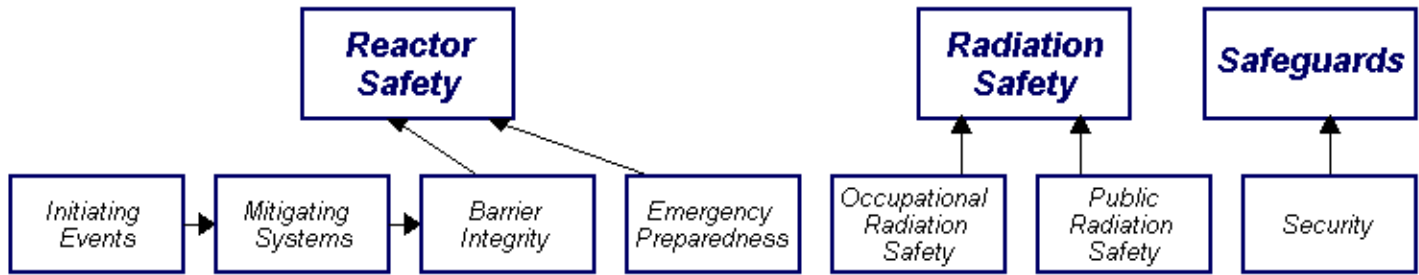 Reactor
Safety
Radiation
Safety
Safeguards
Initiating
Events
Mitigating
Systems
Barrier
Integrity
Emergency
Preparedness
Occupational
Radiation
Safety
Public
Radiation
Safety
Security